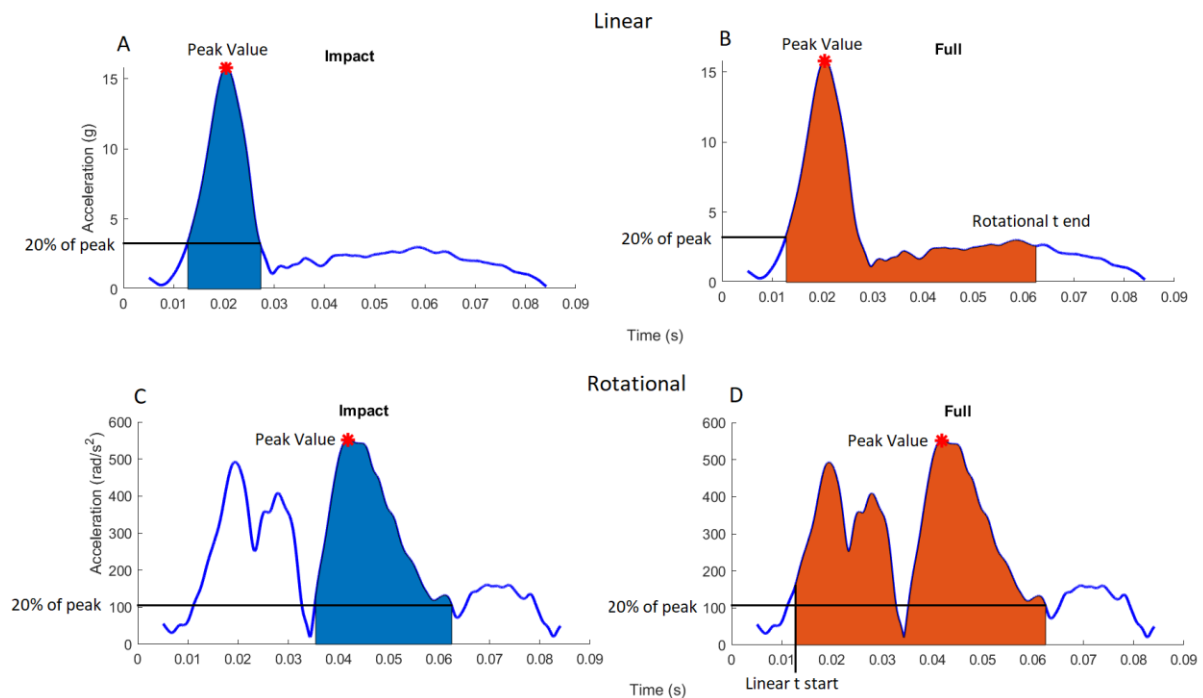 Linear
A
Impact
Peak Value
15
10
5
0
Acceleration (g)
20% of peak
0 0.01 0.02 0.03 0.04 0.05 0.06 0.07 0.08 0.09
B
Full
Peak Value
15
10
5
0
20% of peak
Rotational t end
0 0.01 0.02 0.03 0.04 0.05 0.06 0.07 0.08 0.09
Time (s)
Rotational
C
Impact
Peak Value
600
500
400
300
200
100
0
Acceleration (rad/s²)
20% of peak
0 0.01 0.02 0.03 0.04 0.05 0.06 0.07 0.08 0.09
D
Full
Peak Value
600
500
400
300
200
100
0
20% of peak
0 0.01 0.02 0.03 0.04 0.05 0.06 0.07 0.08 0.09
Linear t start
Time (s)